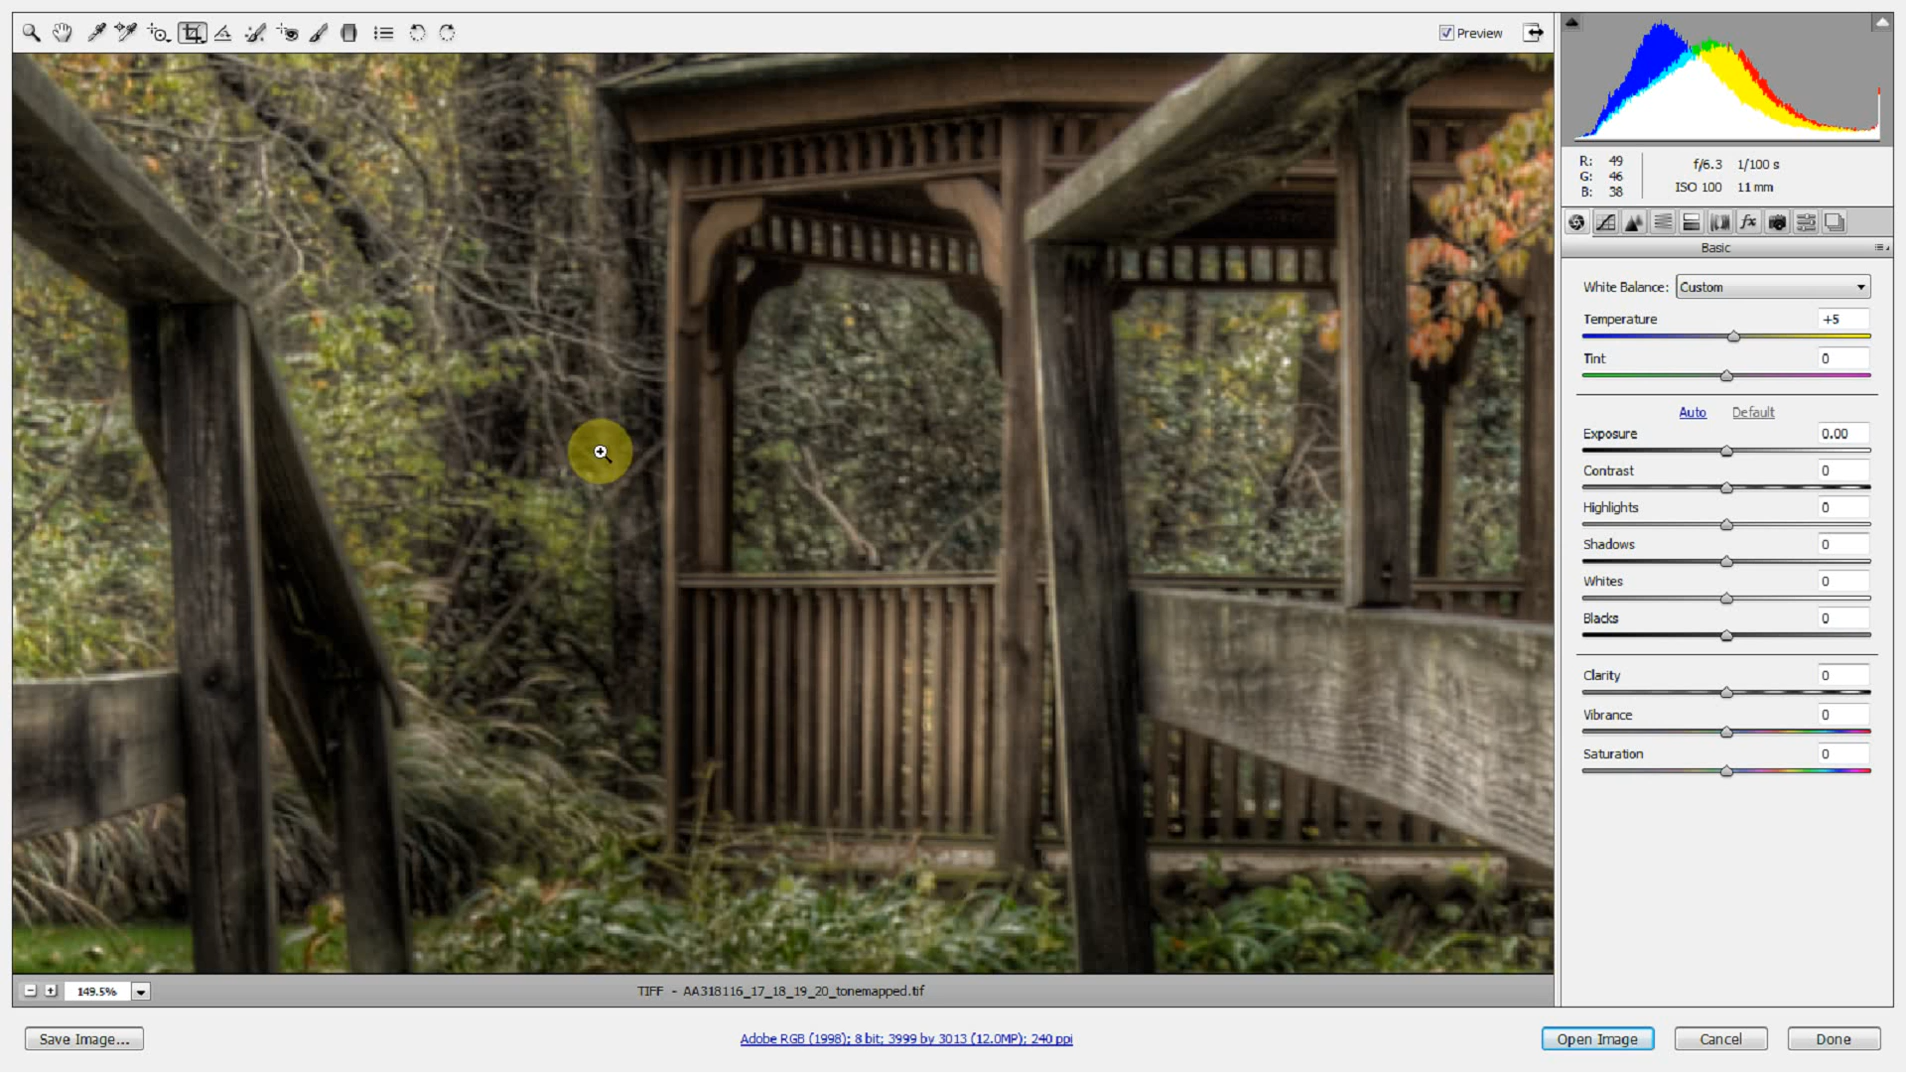 Preview
R: 49
G: 46
B: 38
f/6.3 1/100 s
ISO 100 11 mm
fx
Basic
White Balance: Custom
Temperature +5
Tint 0
Auto Default
Exposure 0.00
Contrast 0
Highlights 0
Shadows 0
Whites 0
Blacks 0
Clarity 0
Vibrance 0
Saturation 0
149.5% TIFF - AA318116_17_18_19_20_tonemapped.tif
Save Image... Adobe RGB (1998); 8 bit; 3999 by 3013 (12.0MP); 240 ppi Open Image Cancel Done